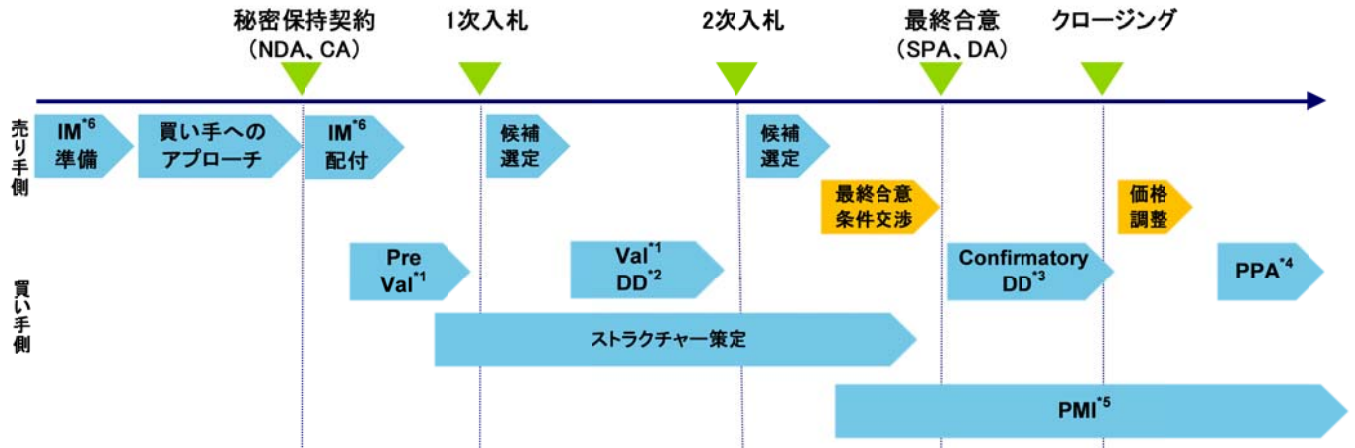 秘密保持契約
(NDA、CA)
1次入札
2次入札
最終合意
(SPA、DA)
クロージング
売り手側
IM*6
準備
買い手への
アプローチ
IM*6
配付
候補
選定
候補
選定
最終合意
条件交渉
価格
調整
買い手側
Pre
Val*1
Val*1
DD*2
Confirmatory
DD*3
PPA*4
ストラクチャー策定
PMI*5